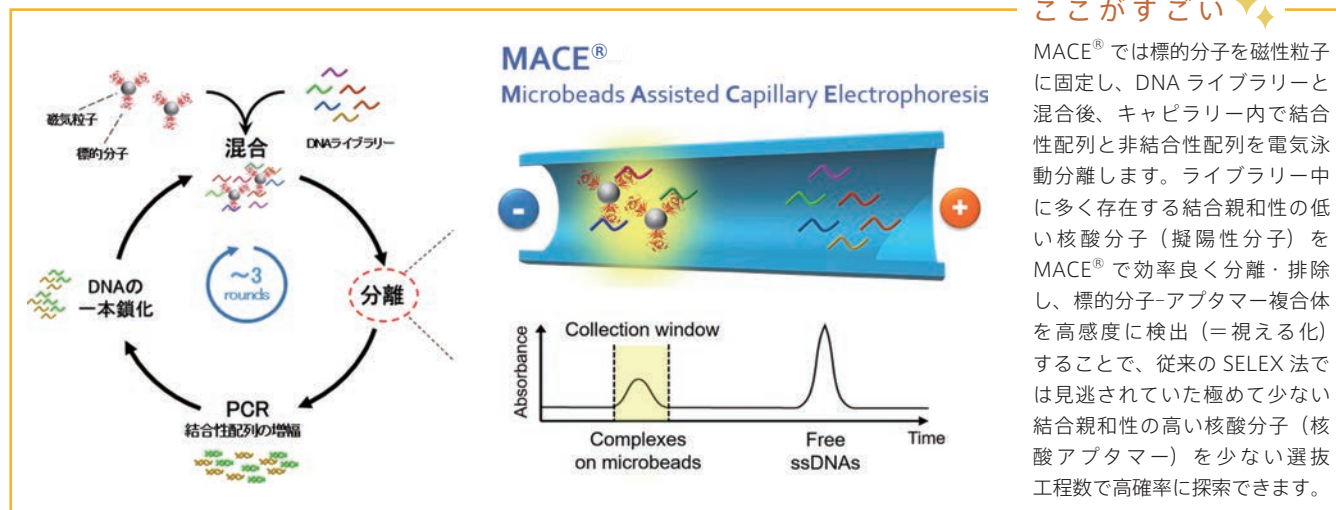 磁気粒子
標的分子
混合
DNAライブラリー
DNAの
一本鎖化
~3
rounds
分離
PCR
結合性配列の増幅
MACE®
Microbeads Assisted Capillary Electrophoresis
-
+
Absorbance
Collection window
Complexes
on microbeads
Free
ssDNAs
Time
ここがすごい
MACE® では標的分子を磁性粒子
に固定し、DNA ライブラリーと
混合後、キャピラリー内で結合
性配列と非結合性配列を電気泳
動分離します。ライブラリー中
に多く存在する結合親和性の低
い核酸分子（擬陽性分子）を
MACE® で効率良く分離・排除
し、標的分子-アプタマー複合体
を高感度に検出（＝視える化）
することで、従来の SELEX 法で
は見逃されていた極めて少ない
結合親和性の高い核酸分子（核
酸アプタマー）を少ない選抜
工程数で高確率に探索できます。